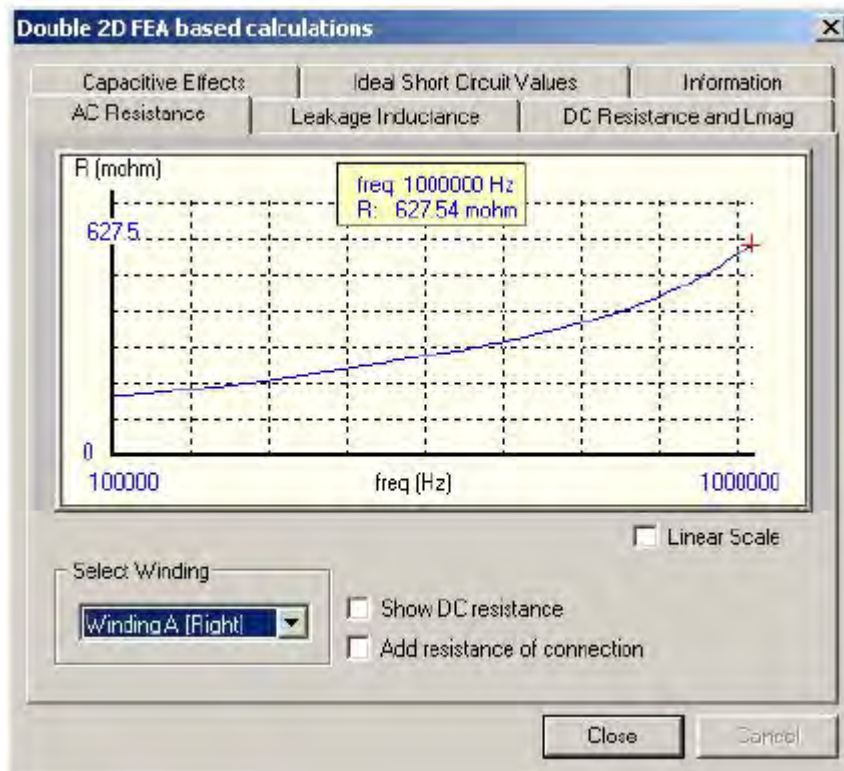 Double 2D FEA based calculations
Capacitive Effects
Ideal Short Circuit Values
Information
AC Resistance
Leakage Inductance
DC Resistance and Lmag
R (mohm)
freq 1000000 Hz
R: 627.54 mohm
627.5
0
100000
freq (Hz)
1000000
Linear Scale
Select Winding
Winding A (Right)
Show DC resistance
Add resistance of connection
Close
Cancel